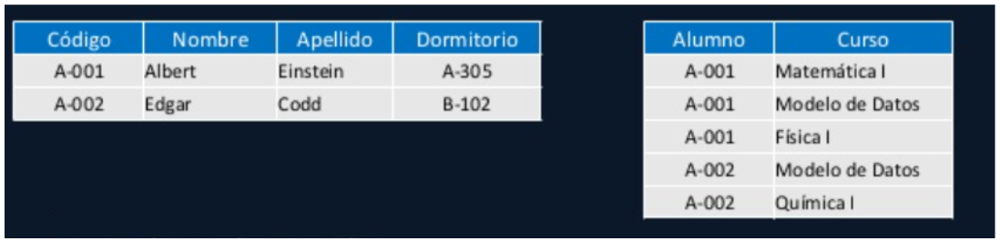 Código Nombre Apellido Dormitorio
A-001 Albert Einstein A-305
A-002 Edgar Codd B-102
Alumno Curso
A-001 Matemática I
A-001 Modelo de Datos
A-001 Física I
A-002 Modelo de Datos
A-002 Química I